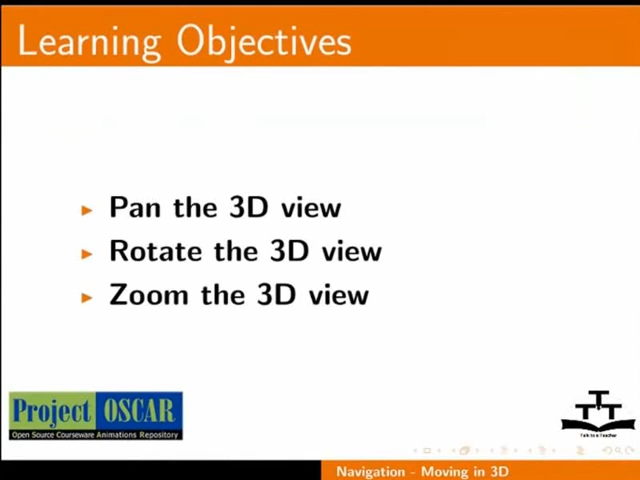 Learning Objectives
Pan the 3D view
Rotate the 3D view
Zoom the 3D view
Project OSCAR
Open Source Courseware Animations Repository
TTT
Talk to a Teacher
Navigation - Moving in 3D